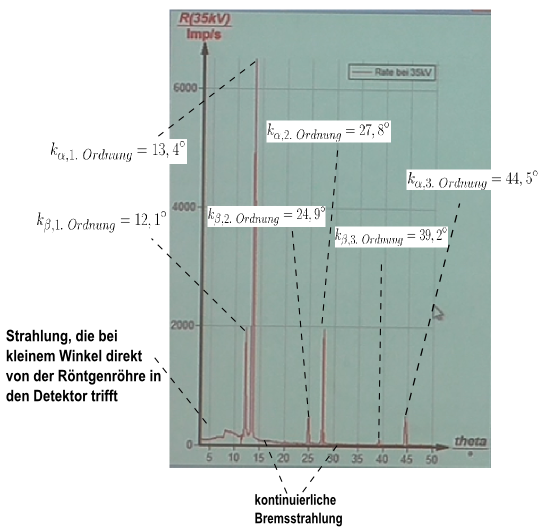 R(35kV)
Imp/s
6000
4000
2000
0
Rate bei 35kV
k_{α,1. Ordnung} = 13,4°
k_{α,2. Ordnung} = 27,8°
k_{α,3. Ordnung} = 44,5°
k_{β,1. Ordnung} = 12,1°
k_{β,2. Ordnung} = 24,9°
k_{β,3. Ordnung} = 39,2°
Strahlung, die bei
kleinem Winkel direkt
von der Röntgenröhre in
den Detektor trifft
5 10 15 20 25 30 35 40 45 50
theta
°
kontinuierliche
Bremsstrahlung